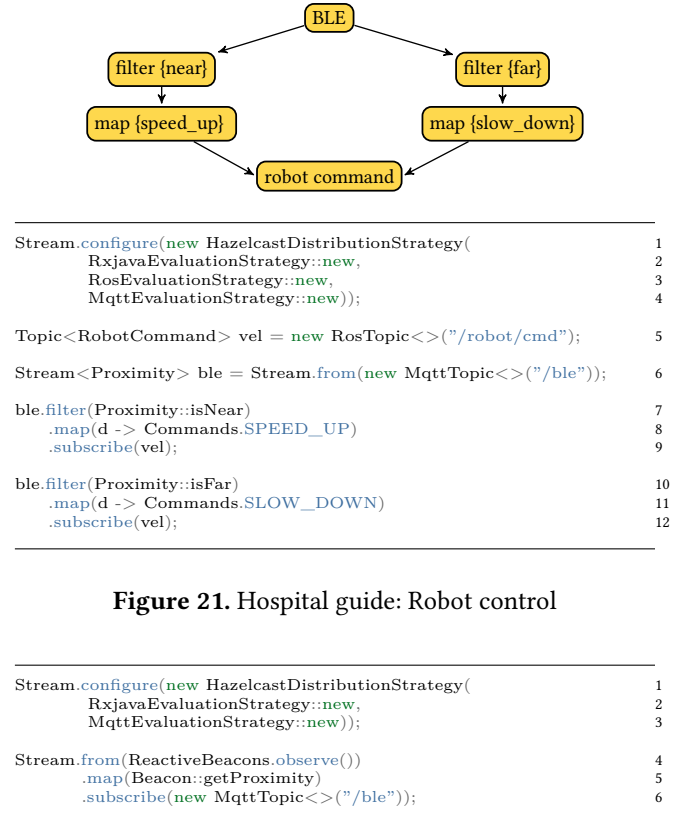 BLE
filter {near}
filter {far}
map {speed_up}
map {slow_down}
robot command
Stream.configure(new HazelcastDistributionStrategy( 1
RxjavaEvaluationStrategy::new, 2
RosEvaluationStrategy::new, 3
MqttEvaluationStrategy::new)); 4
Topic<RobotCommand> vel = new RosTopic<>("/robot/cmd"); 5
Stream<Proximity> ble = Stream.from(new MqttTopic<>("/ble")); 6
ble.filter(Proximity::isNear) 7
.map(d -> Commands.SPEED_UP) 8
.subscribe(vel); 9
ble.filter(Proximity::isFar) 10
.map(d -> Commands.SLOW_DOWN) 11
.subscribe(vel); 12
Figure 21. Hospital guide: Robot control
Stream.configure(new HazelcastDistributionStrategy( 1
RxjavaEvaluationStrategy::new, 2
MqttEvaluationStrategy::new)); 3
Stream.from(ReactiveBeacons.observe()) 4
.map(Beacon::getProximity) 5
.subscribe(new MqttTopic<>("/ble")); 6